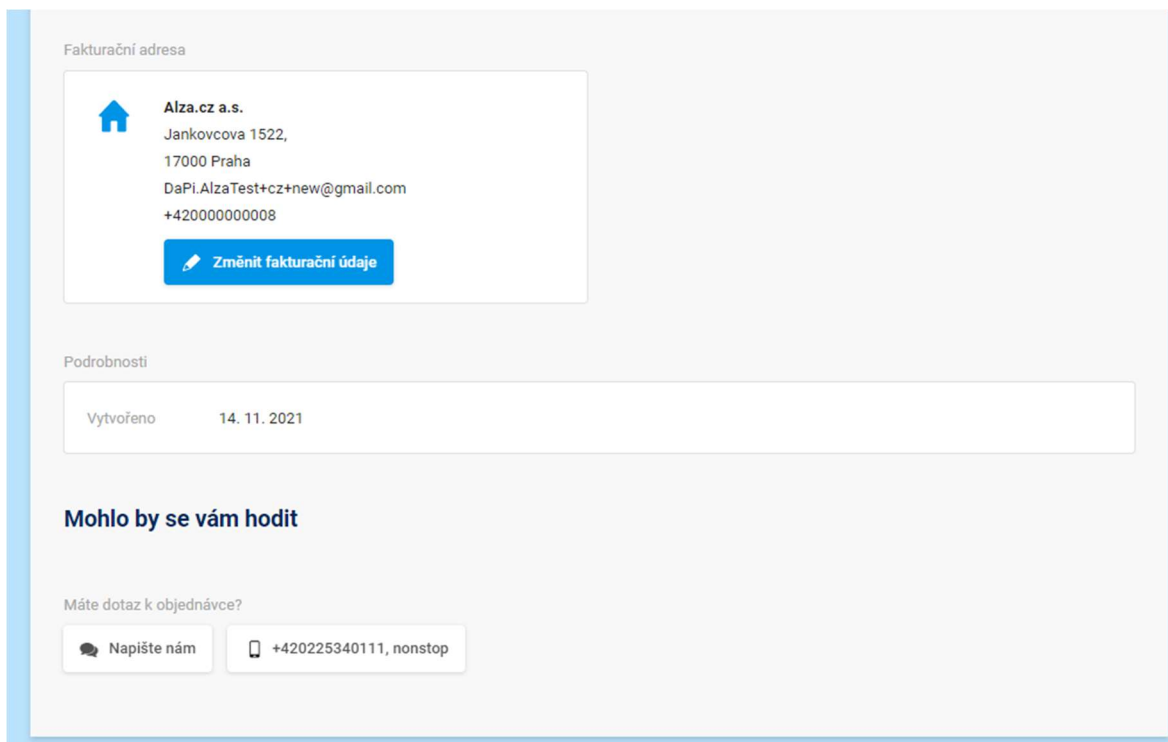 Fakturační adresa
Alza.cz a.s.
Jankovcova 1522,
17000 Praha
DaPi.AlzaTest+cz+new@gmail.com
+420000000008
Změnit fakturační údaje
Podrobnosti
Vytvořeno 14. 11. 2021
Mohlo by se vám hodit
Máte dotaz k objednávce?
Napište nám +420225340111, nonstop